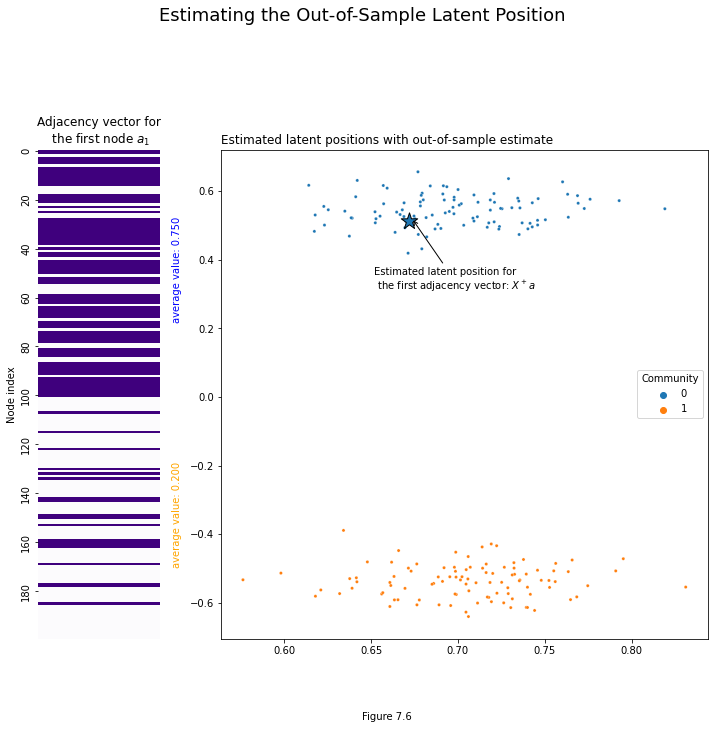 Estimating the Out-of-Sample Latent Position
Adjacency vector for
the first node $a_1$
Node index
0
20
40
60
80
100
120
140
160
180
average value: 0.750
average value: 0.200
Estimated latent positions with out-of-sample estimate
0.6
0.4
0.2
0.0
−0.2
−0.4
−0.6
0.60
0.65
0.70
0.75
0.80
Estimated latent position for
the first adjacency vector: $X^+a$
Community
0
1
Figure 7.6